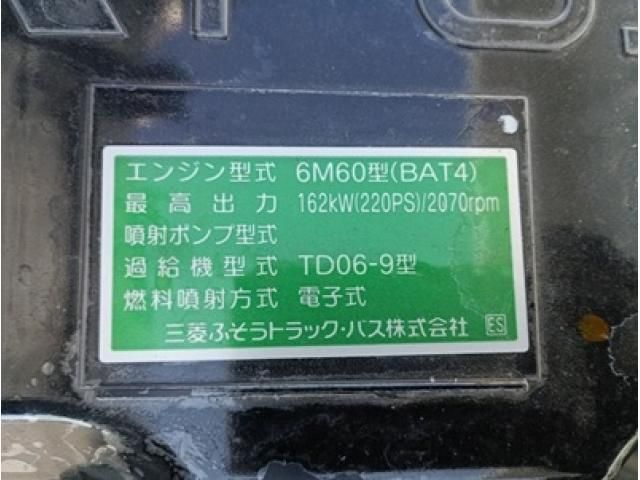 エンジン型式 6M60型(BAT4)
最高出力 162kW(220PS)/2070rpm
噴射ポンプ型式
過給機型式 TD06-9型
燃料噴射方式 電子式
三菱ふそうトラック・バス株式会社 ES